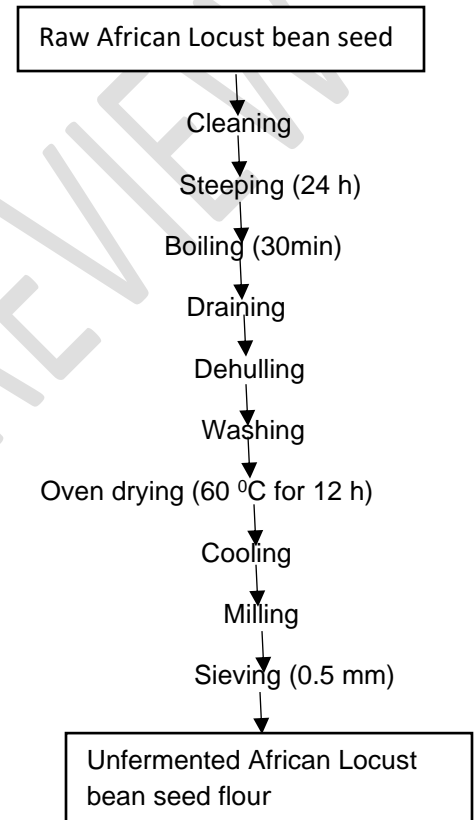 Raw African Locust bean seed
Cleaning
Steeping (24 h)
Boiling (30min)
Draining
Dehulling
Washing
Oven drying (60 ⁰C for 12 h)
Cooling
Milling
Sieving (0.5 mm)
Unfermented African Locust
bean seed flour